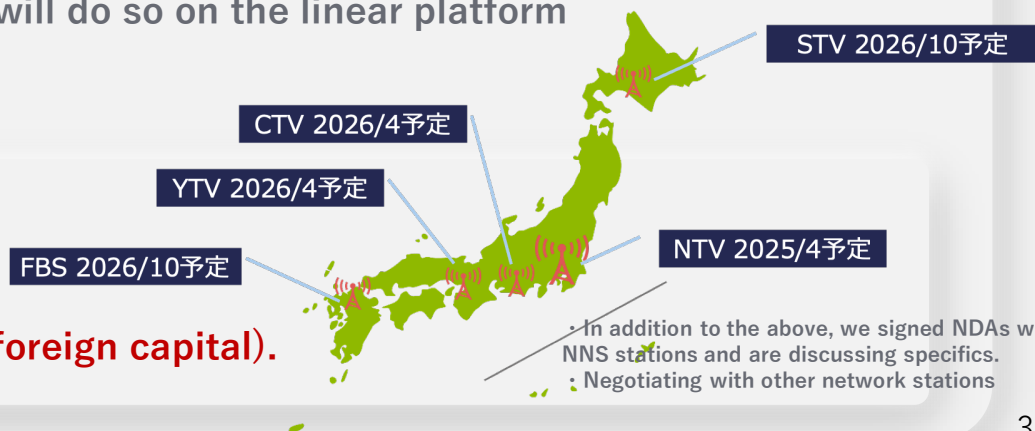 will do so on the linear platform
STV 2026/10予定
CTV 2026/4予定
YTV 2026/4予定
NTV 2025/4予定
FBS 2026/10予定
foreign capital).
・In addition to the above, we signed NDAs
NNS stations and are discussing specifics.
・Negotiating with other network stations
3